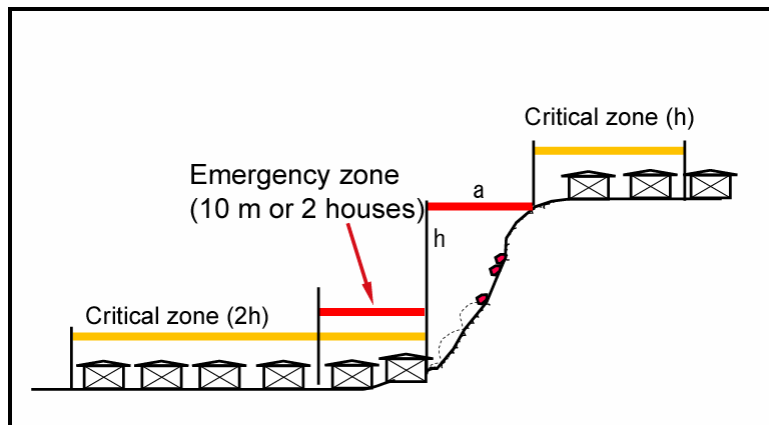 Critical zone (h)
Emergency zone
(10 m or 2 houses)
a
h
Critical zone (2h)